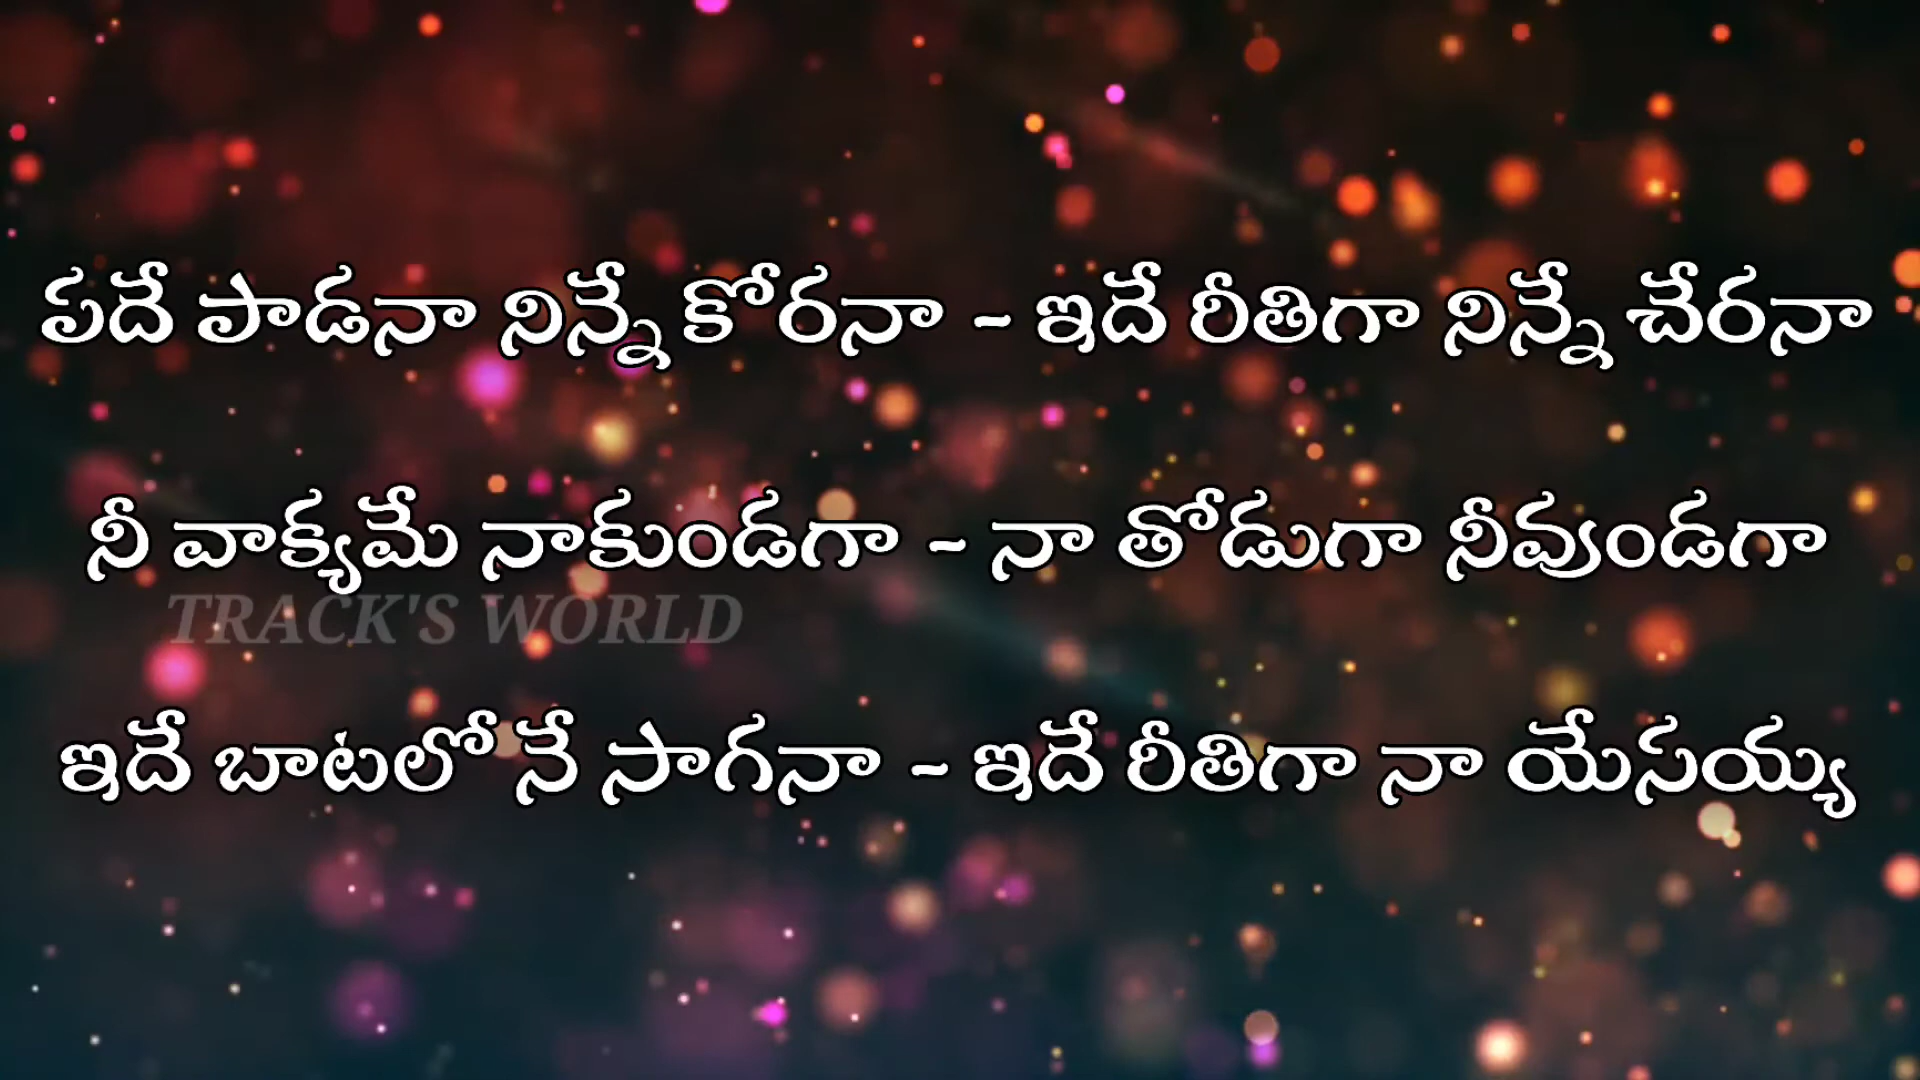 పదే పాడనా నిన్నే కోరనా - ఇదే రీతిగా నిన్నే చేరనా
నీ వాక్యమే నాకుండగా - నా తోడుగా నీవుండగా
TRACK'S WORLD
ఇదే బాటలో నే సాగనా - ఇదే రీతిగా నా యేసయ్య